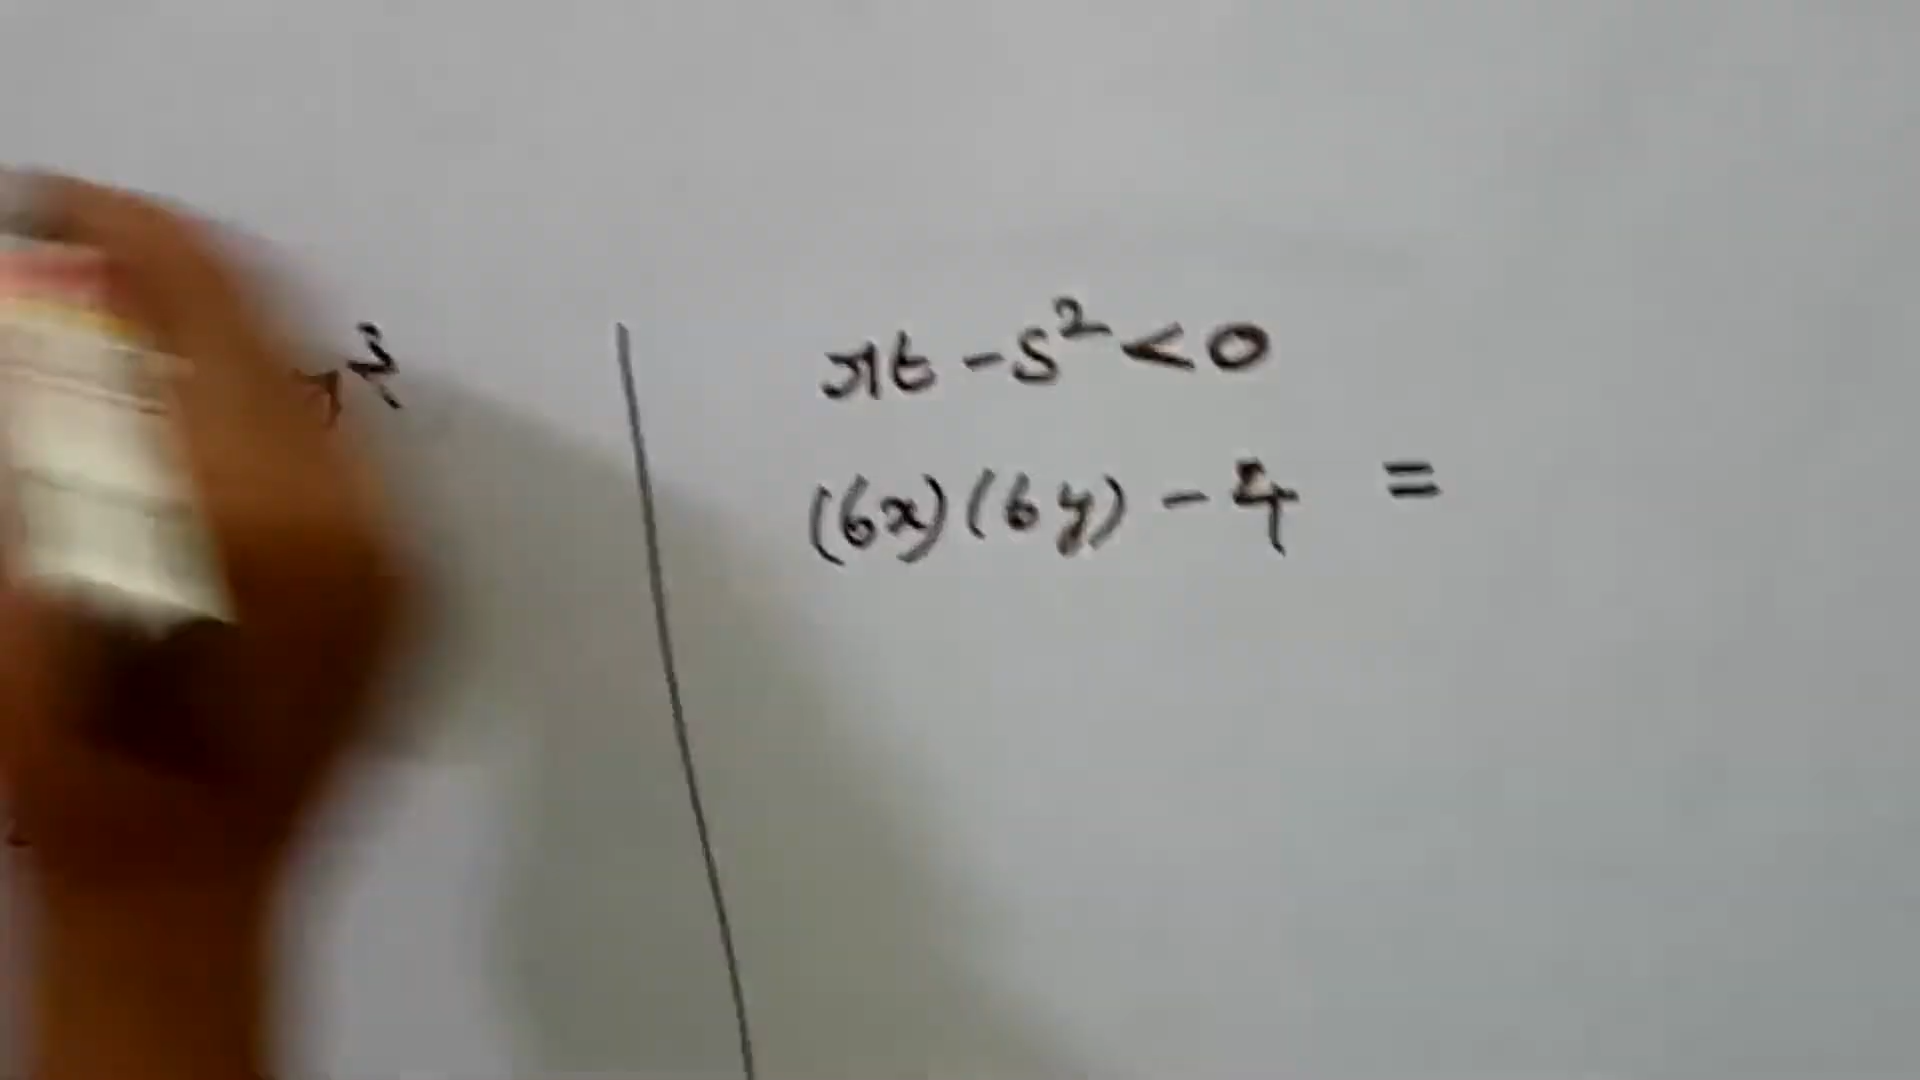 rt - s² < 0
(6x)(6y) - 4 =